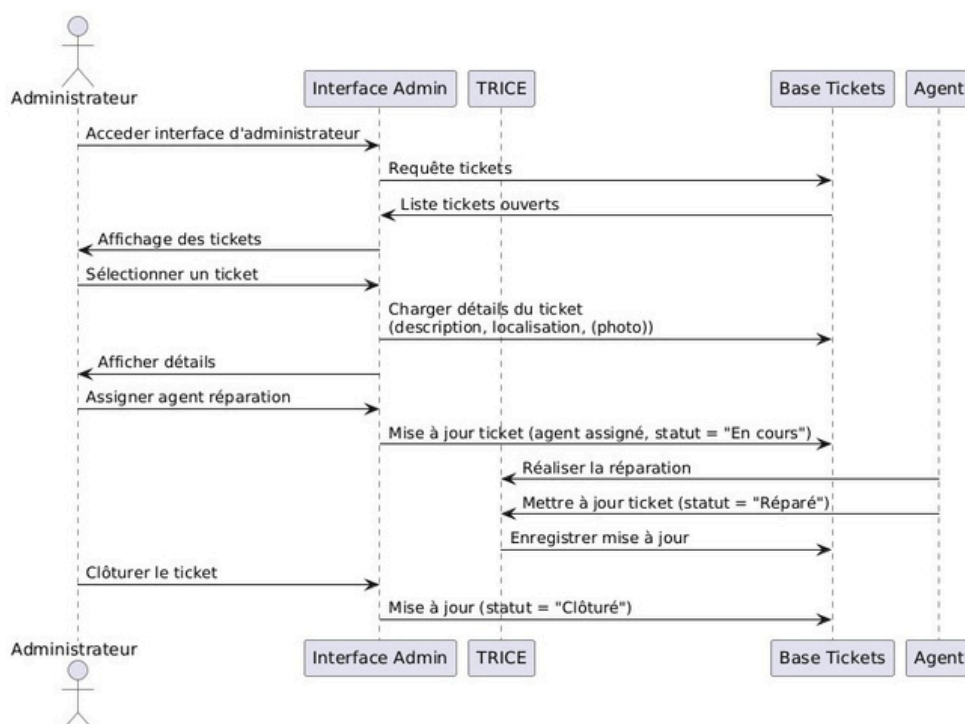 Administrateur
Interface Admin
TRICE
Base Tickets
Agent
Acceder interface d'administrateur
Requête tickets
Liste tickets ouverts
Affichage des tickets
Sélectionner un ticket
Charger détails du ticket
(description, localisation, (photo))
Afficher détails
Assigner agent réparation
Mise à jour ticket (agent assigné, statut = "En cours")
Réaliser la réparation
Mettre à jour ticket (statut = "Réparé")
Enregistrer mise à jour
Clôturer le ticket
Mise à jour (statut = "Clôturé")
Administrateur
Interface Admin
TRICE
Base Tickets
Agent